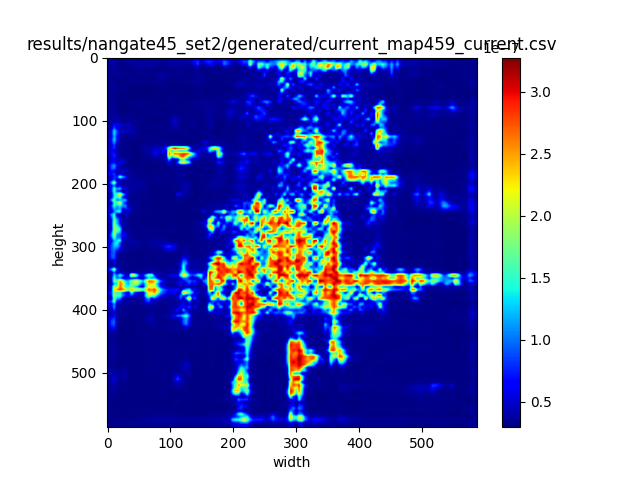 results/nangate45_set2/generated/current_map459_current.csv
1e−7
0
100
200
300
400
500
height
0 100 200 300 400 500
width
3.0
2.5
2.0
1.5
1.0
0.5